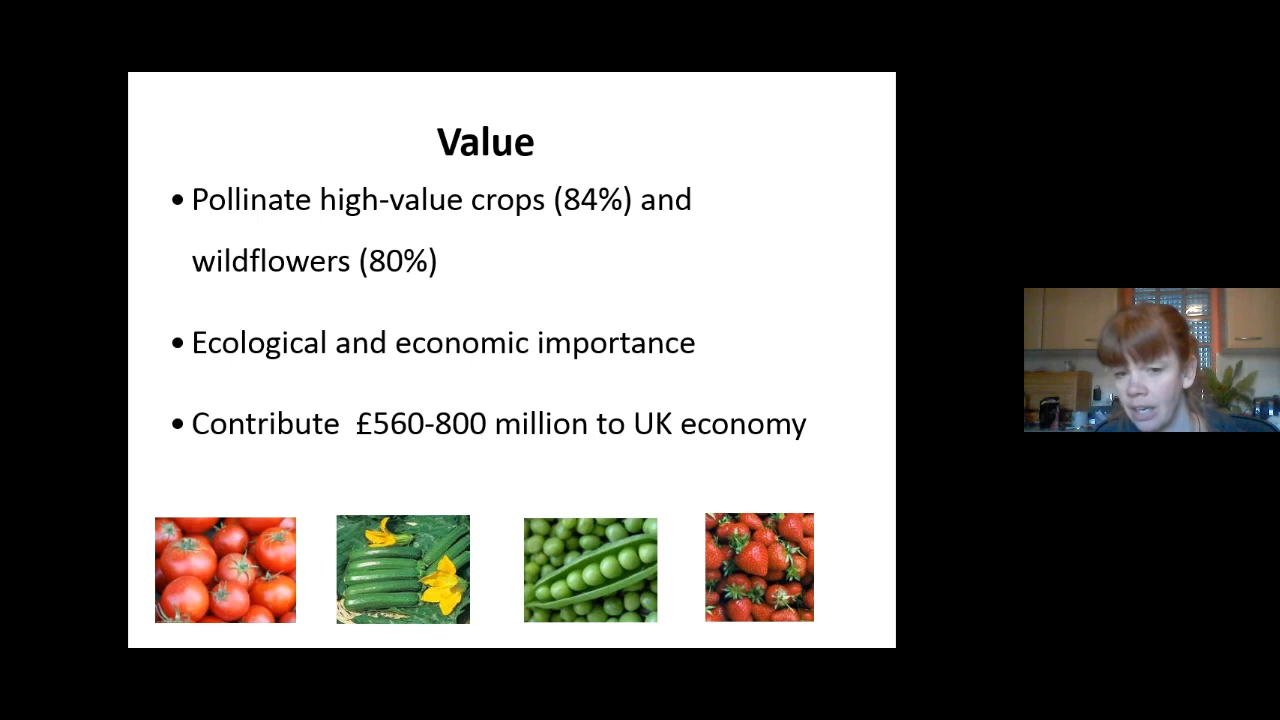 Value
• Pollinate high-value crops (84%) and
wildflowers (80%)
• Ecological and economic importance
• Contribute  £560-800 million to UK economy